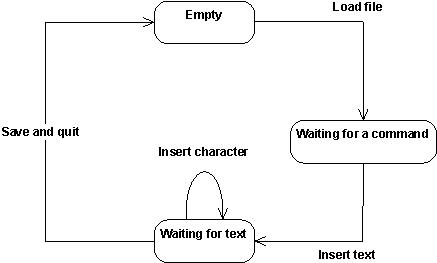 Load file
Empty
Waiting for a command
Save and quit
Insert character
Waiting for text
Insert text